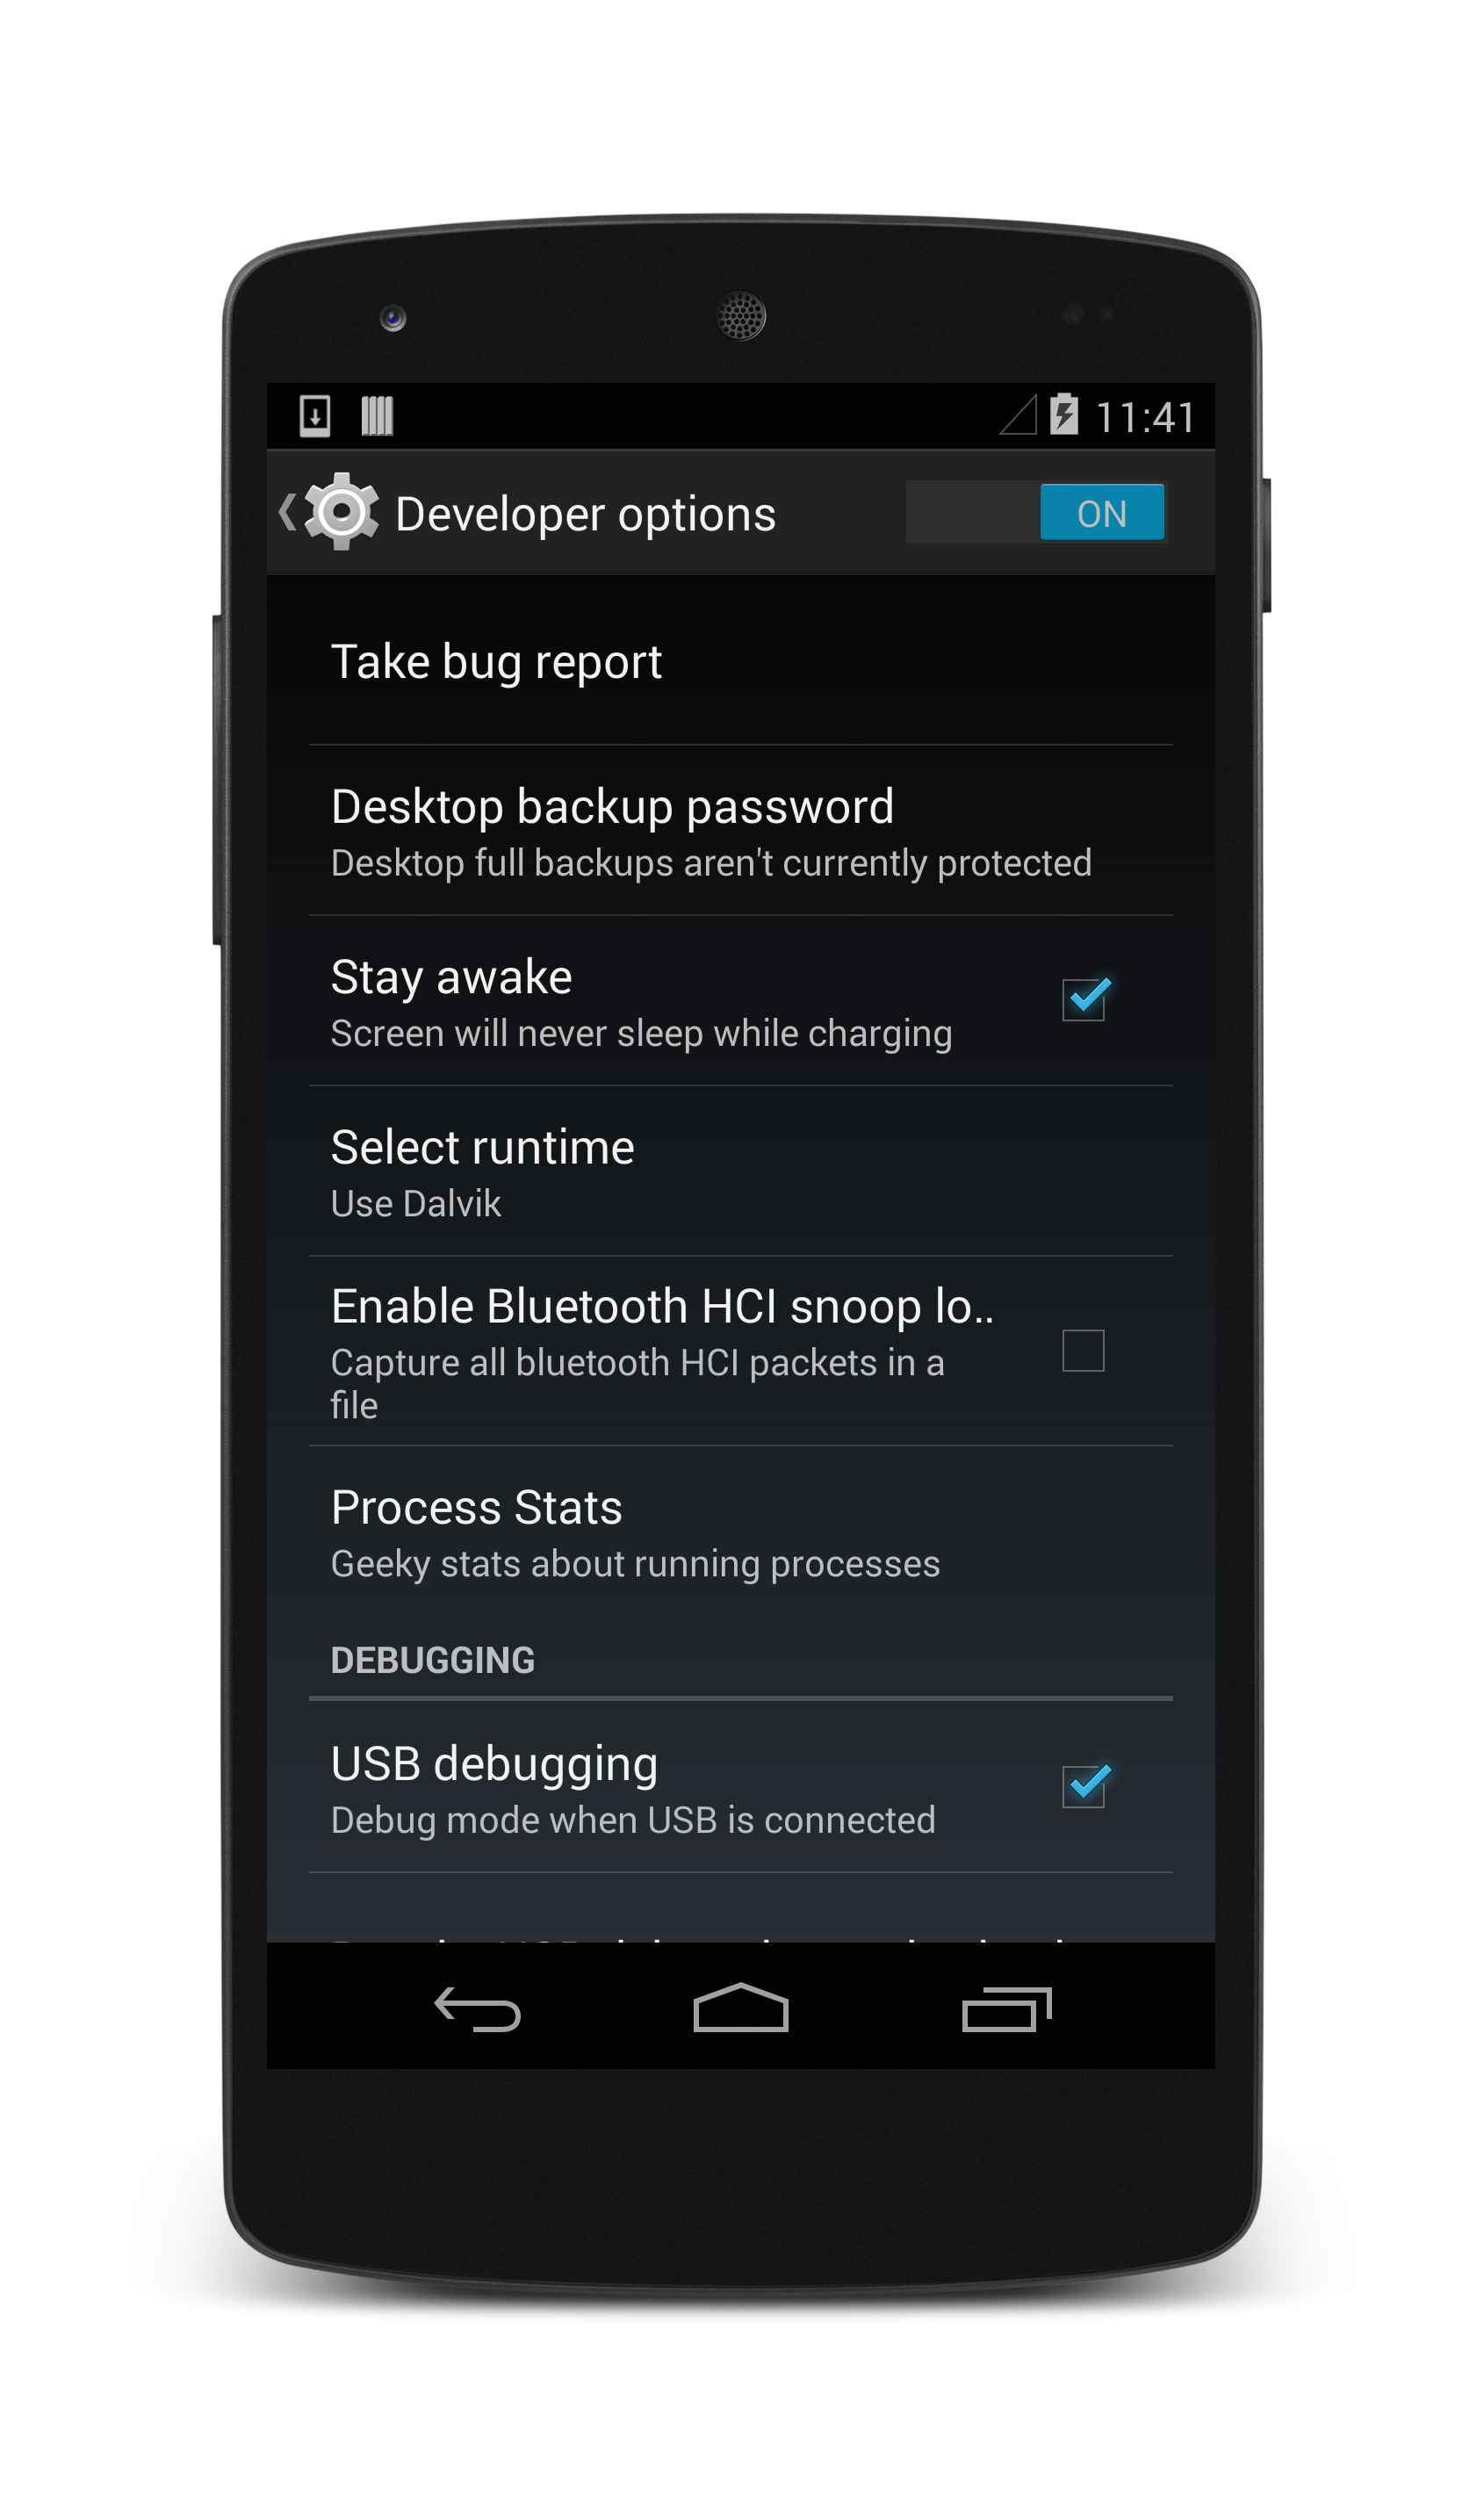 11:41
Developer options
ON
Take bug report
Desktop backup password
Desktop full backups aren't currently protected
Stay awake
Screen will never sleep while charging
Select runtime
Use Dalvik
Enable Bluetooth HCI snoop lo..
Capture all bluetooth HCI packets in a
file
Process Stats
Geeky stats about running processes
DEBUGGING
USB debugging
Debug mode when USB is connected